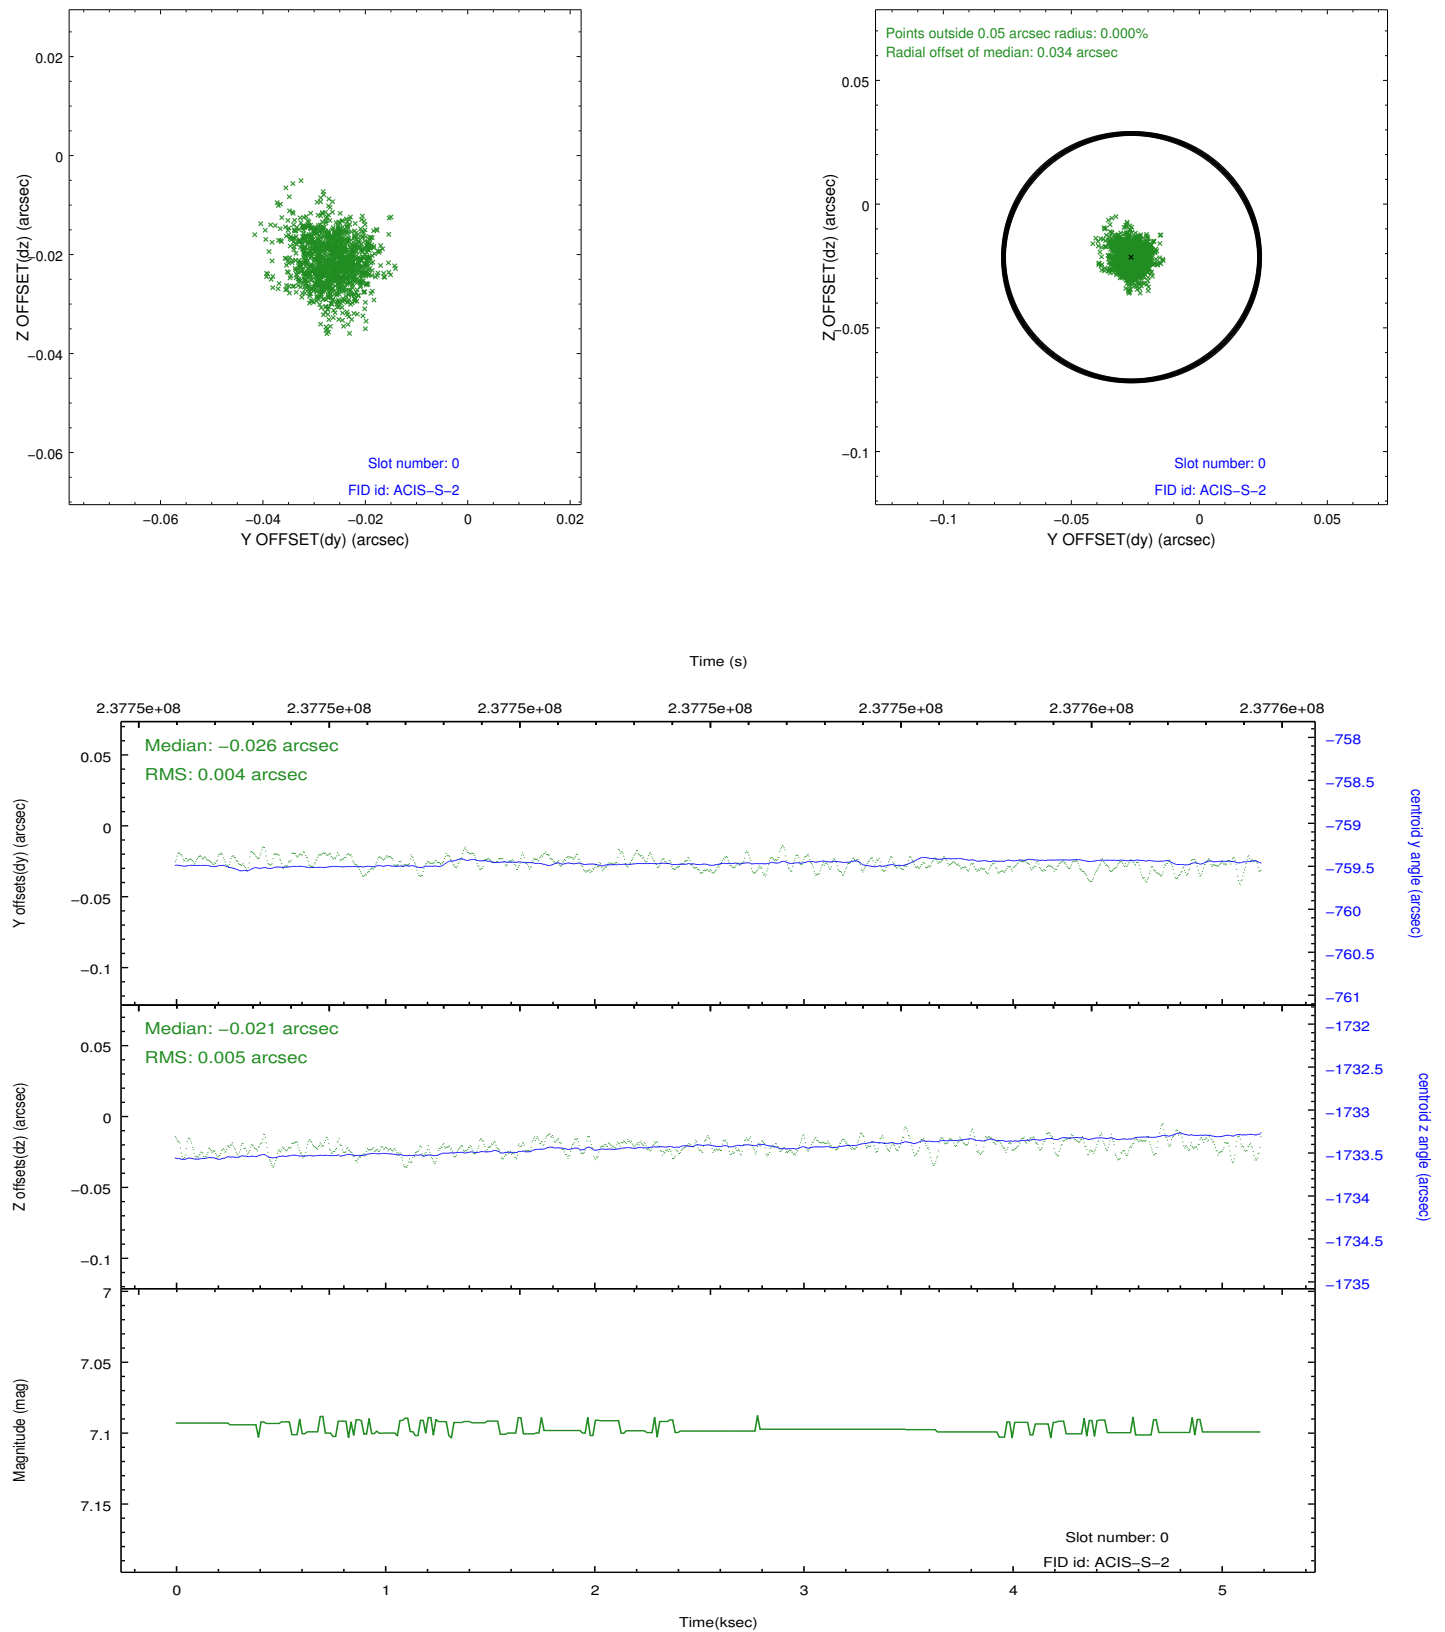 0.02
0
−0.02
−0.04
−0.06
Z OFFSET(dz) (arcsec)
Slot number: 0
FID id: ACIS−S−2
−0.06
−0.04
−0.02
0
0.02
Y OFFSET(dy) (arcsec)
Points outside 0.05 arcsec radius: 0.000%
Radial offset of median: 0.034 arcsec
0.05
0
−0.05
−0.1
Z OFFSET(dz) (arcsec)
Slot number: 0
FID id: ACIS−S−2
−0.1
−0.05
0
0.05
Y OFFSET(dy) (arcsec)
Time (s)
2.3775e+08
2.3775e+08
2.3775e+08
2.3775e+08
2.3775e+08
2.3776e+08
2.3776e+08
Median: −0.026 arcsec
RMS: 0.004 arcsec
0.05
0
−0.05
−0.1
Y offsets(dy) (arcsec)
−758
−758.5
−759
−759.5
−760
−760.5
−761
centroid y angle (arcsec)
Median: −0.021 arcsec
RMS: 0.005 arcsec
0.05
0
−0.05
−0.1
Z offsets(dz) (arcsec)
−1732
−1732.5
−1733
−1733.5
−1734
−1734.5
−1735
centroid z angle (arcsec)
7
7.05
7.1
7.15
Magnitude (mag)
Slot number: 0
FID id: ACIS−S−2
0
1
2
3
4
5
Time(ksec)